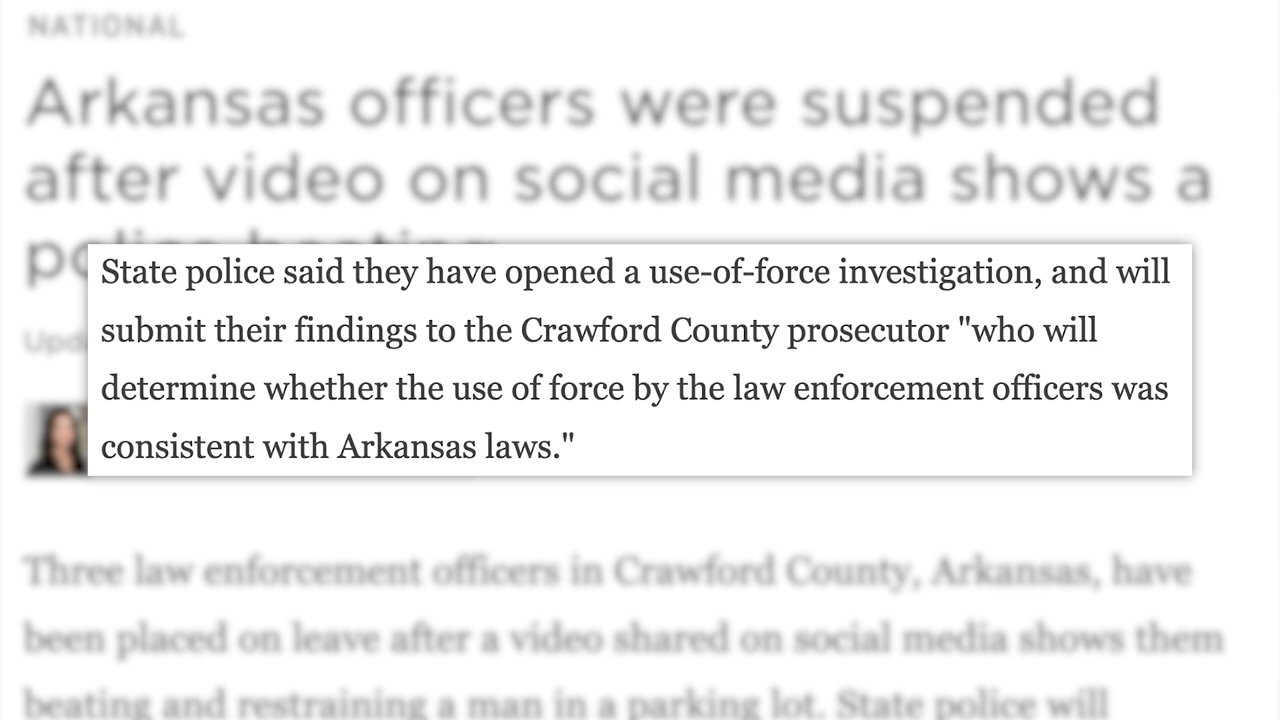 NATIONAL
Arkansas officers were suspended
after video on social media shows a
police beating
State police said they have opened a use-of-force investigation, and will
submit their findings to the Crawford County prosecutor "who will
determine whether the use of force by the law enforcement officers was
consistent with Arkansas laws."
Three law enforcement officers in Crawford County, Arkansas, have
been placed on leave after a video shared on social media shows them
beating and restraining a man in a parking lot. State police will